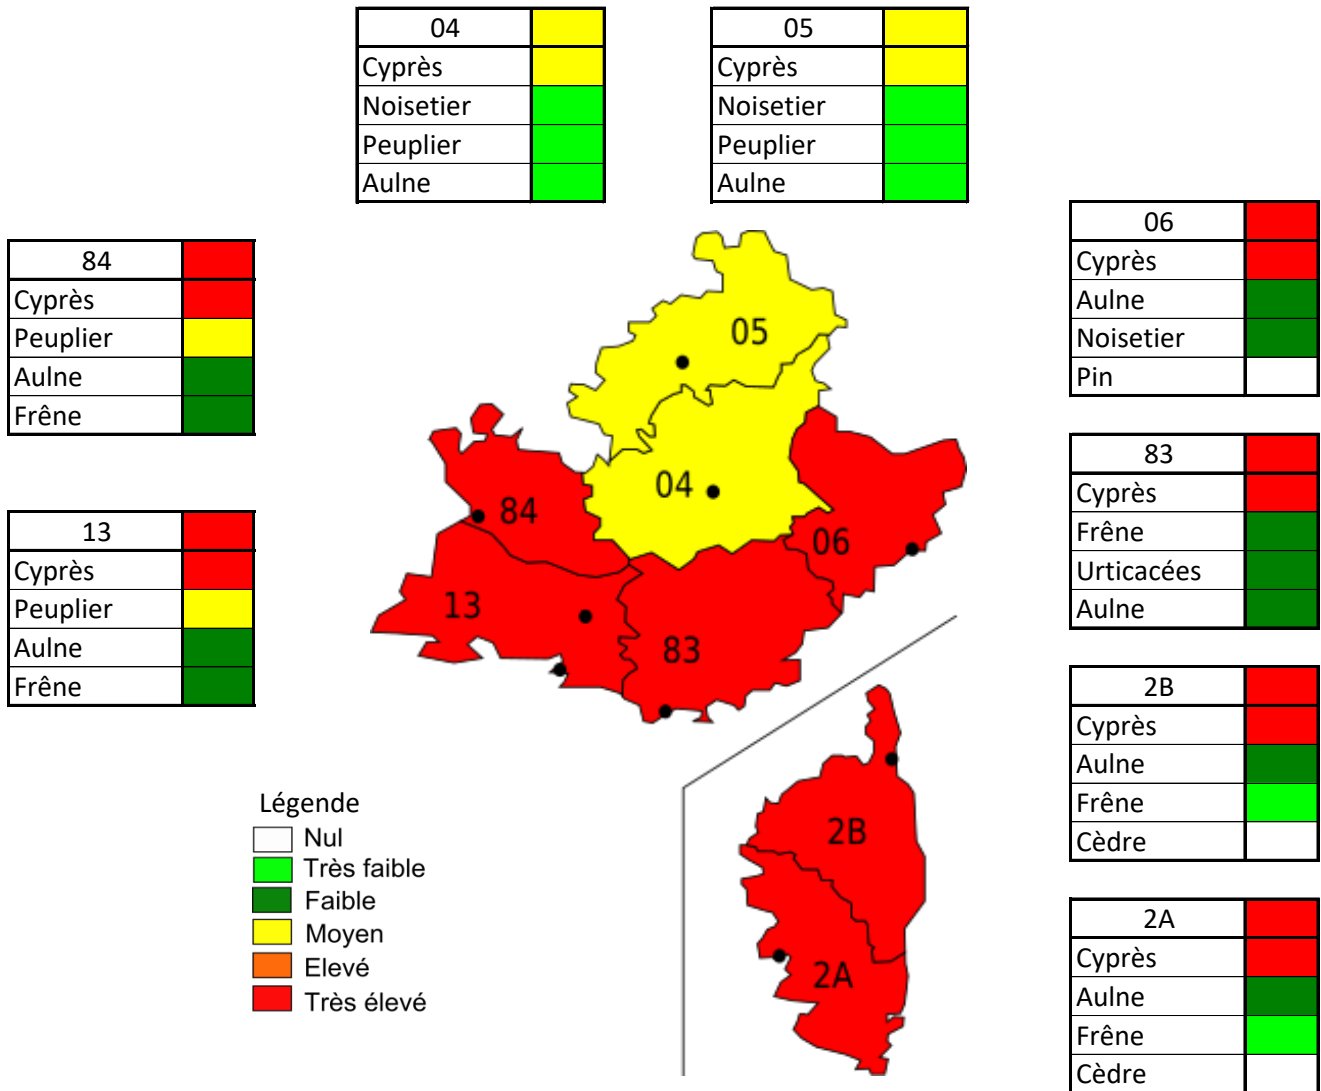 04
Cyprès
Noisetier
Peuplier
Aulne
05
Cyprès
Noisetier
Peuplier
Aulne
84
Cyprès
Peuplier
Aulne
Frêne
13
Cyprès
Peuplier
Aulne
Frêne
06
Cyprès
Aulne
Noisetier
Pin
83
Cyprès
Frêne
Urticacées
Aulne
2B
Cyprès
Aulne
Frêne
Cèdre
2A
Cyprès
Aulne
Frêne
Cèdre
05
04
84
06
13
83
2B
2A
Légende
Nul
Très faible
Faible
Moyen
Elevé
Très élevé